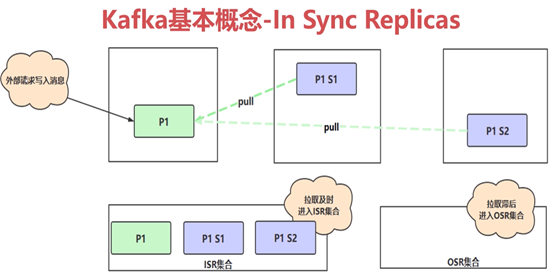 Kafka基本概念-In Sync Replicas
外部请求写入消息
P1
pull
P1 S1
pull
P1 S2
拉取及时
进入ISR集合
P1
P1 S1
P1 S2
ISR集合
拉取滞后
进入OSR集合
OSR集合